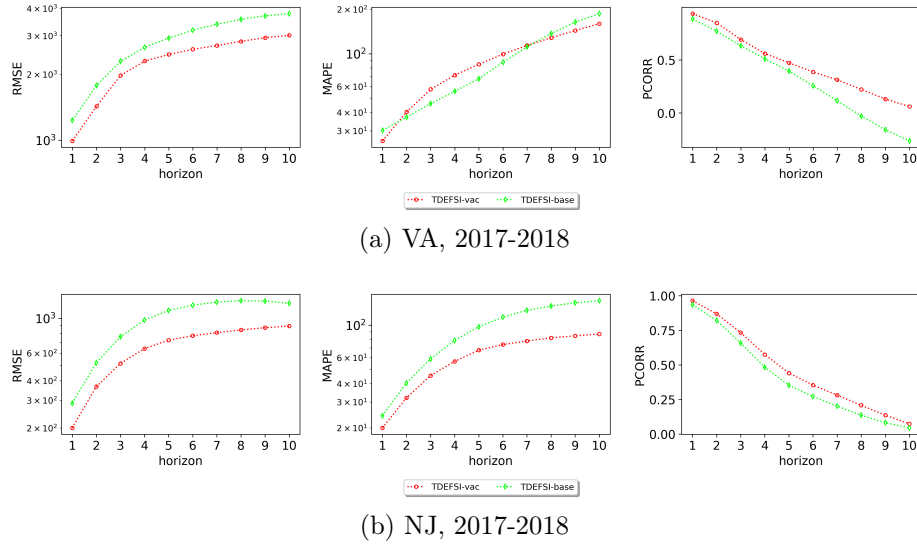 RMSE
4 × 10³
3 × 10³
2 × 10³
10³
1 2 3 4 5 6 7 8 9 10
horizon
MAPE
2 × 10²
10²
6 × 10¹
4 × 10¹
3 × 10¹
1 2 3 4 5 6 7 8 9 10
horizon
PCORR
0.5
0.0
1 2 3 4 5 6 7 8 9 10
horizon
TDEFSI-vac TDEFSI-base
(a) VA, 2017-2018
RMSE
10³
6 × 10²
4 × 10²
3 × 10²
2 × 10²
1 2 3 4 5 6 7 8 9 10
horizon
MAPE
10²
6 × 10¹
4 × 10¹
3 × 10¹
2 × 10¹
1 2 3 4 5 6 7 8 9 10
horizon
PCORR
1.00
0.75
0.50
0.25
0.00
1 2 3 4 5 6 7 8 9 10
horizon
TDEFSI-vac TDEFSI-base
(b) NJ, 2017-2018